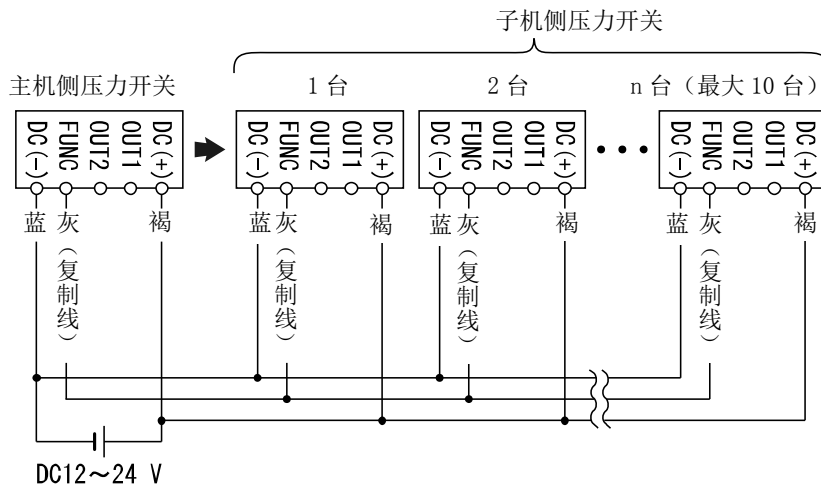 子机侧压力开关
主机侧压力开关
1 台
2 台
n 台（最大 10 台）
DC(−)
FUNC
OUT2
OUT1
DC(+)
DC(−)
FUNC
OUT2
OUT1
DC(+)
DC(−)
FUNC
OUT2
OUT1
DC(+)
DC(−)
FUNC
OUT2
OUT1
DC(+)
蓝
灰（复制线）
褐
蓝
灰（复制线）
褐
蓝
灰（复制线）
褐
蓝
灰（复制线）
褐
DC12～24 V